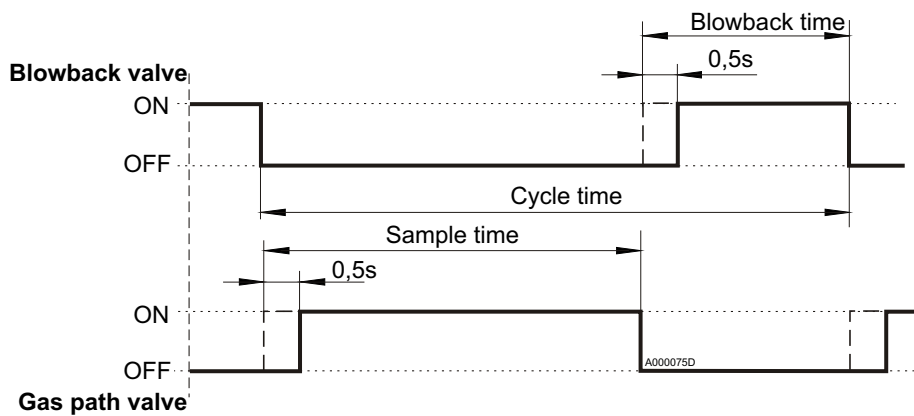 Blowback time
0,5s
Blowback valve
ON
OFF
Cycle time
Sample time
0,5s
ON
OFF
A000075D
Gas path valve